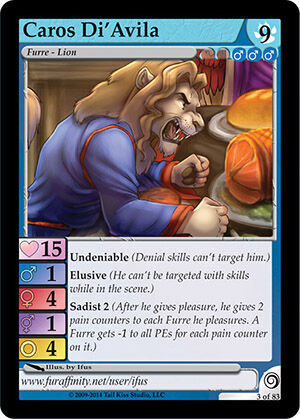 Caros Di'Avila
9
Furre - Lion
15
1
4
1
4
Undeniable (Denial skills can't target him.)
Elusive (He can't be targeted with skills
while in the scene.)
Sadist 2 (After he gives pleasure, he gives 2
pain counters to each Furre he pleasures. A
Furre gets -1 to all PEs for each pain counter
on it.)
Illus. by Ifus
www.furaffinity.net/user/ifus
3 of 83
© 2009-2014 Tail Kiss Studio, LLC